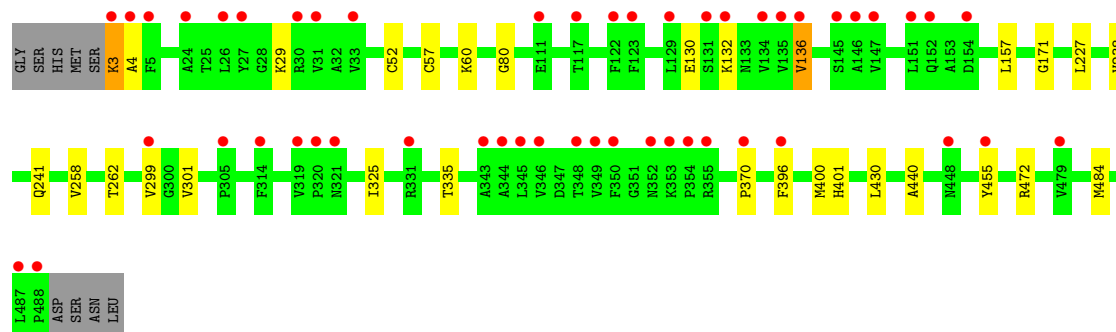 GLY SER HIS MET SER K3 A4 F5 A24 T25 L26 Y27 G28 K29 R30 V31 A32 V33 C52 C57 K60 G80 E111 T117 F122 F123 L129 E130 S131 K132 N133 V134 V135 V136 S145 A146 V147 L151 Q152 A153 D154 L157 G171 L227
Q241 V258 T262 V299 G300 V301 P305 F314 V319 P320 N321 I325 R331 T335 A343 A344 L345 V346 D347 T348 V349 F350 G351 N352 K353 P354 R355 P370 F396 M400 H401 L430 A440 N448 Y455 R472 V479 M484
L487 P488 ASP SER ASN LEU